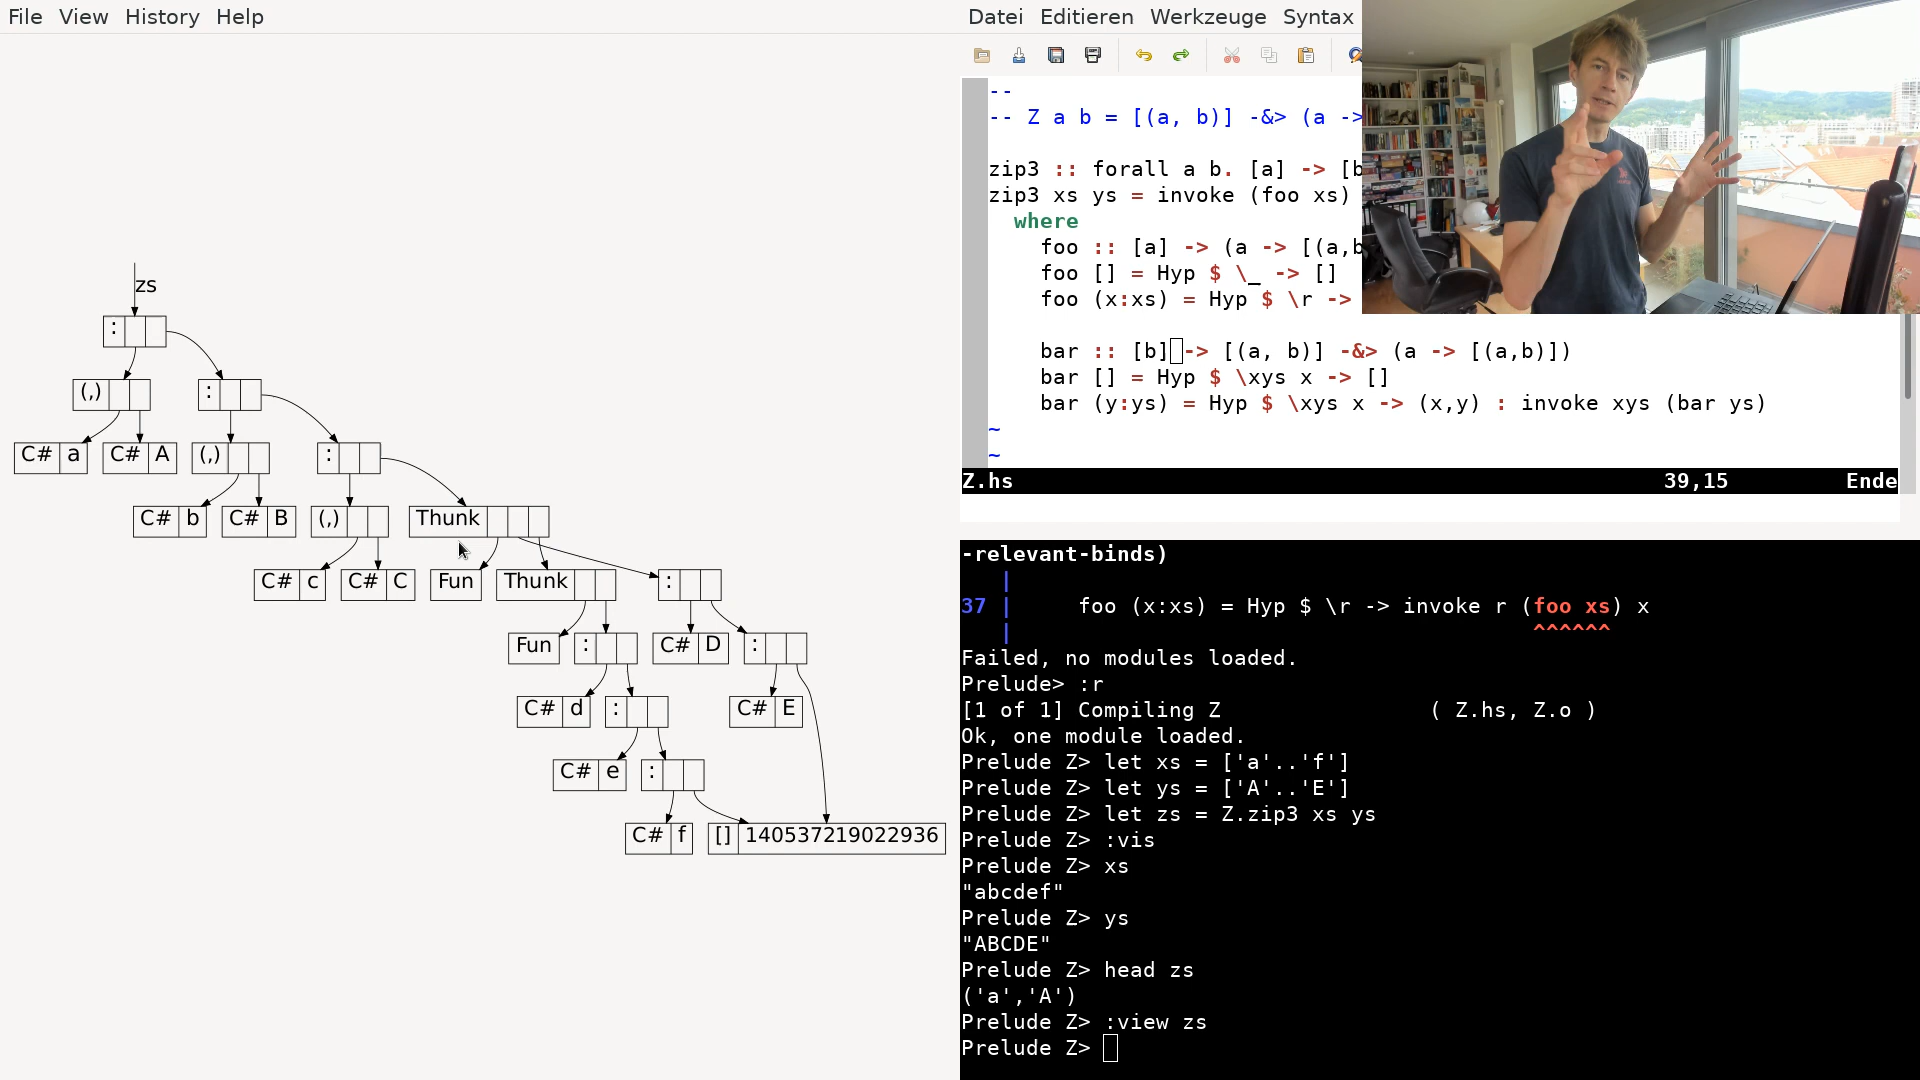 File View History Help
zs
:
(,) :
C# a C# A (,) :
C# b C# B (,) Thunk
C# c C# C Fun Thunk :
Fun : C# D :
C# d : C# E
C# e :
C# f [] 140537219022936
Datei Editieren Werkzeuge Syntax
--
-- Z a b = [(a, b)] -&> (a ->
zip3 :: forall a b. [a] -> [b
zip3 xs ys = invoke (foo xs)
where
foo :: [a] -> (a -> [(a,b
foo [] = Hyp $ \_ -> []
foo (x:xs) = Hyp $ \r ->
bar :: [b] -> [(a, b)] -&> (a -> [(a,b)])
bar [] = Hyp $ \xys x -> []
bar (y:ys) = Hyp $ \xys x -> (x,y) : invoke xys (bar ys)
~
~
Z.hs 39,15 Ende
-relevant-binds)
|
37 | foo (x:xs) = Hyp $ \r -> invoke r (foo xs) x
| ^^^^^^
Failed, no modules loaded.
Prelude> :r
[1 of 1] Compiling Z ( Z.hs, Z.o )
Ok, one module loaded.
Prelude Z> let xs = ['a'..'f']
Prelude Z> let ys = ['A'..'E']
Prelude Z> let zs = Z.zip3 xs ys
Prelude Z> :vis
Prelude Z> xs
"abcdef"
Prelude Z> ys
"ABCDE"
Prelude Z> head zs
('a','A')
Prelude Z> :view zs
Prelude Z>